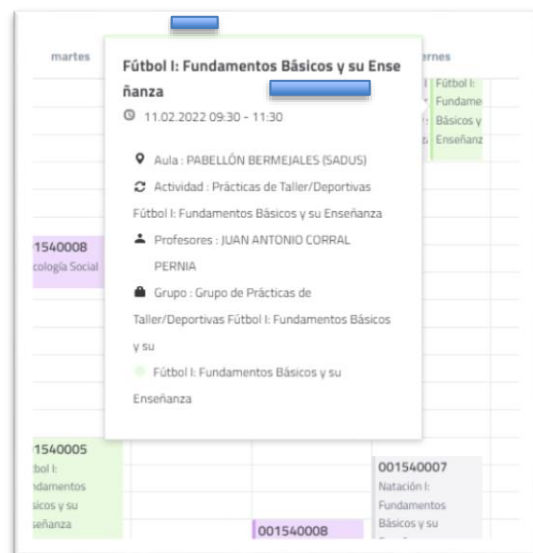 martes
ernes
Fútbol I: Fundamentos Básicos y su Ense
ñanza
11.02.2022 09:30 - 11:30
Aula : PABELLÓN BERMEJALES (SADUS)
Actividad : Prácticas de Taller/Deportivas
Fútbol I: Fundamentos Básicos y su Enseñanza
Profesores : JUAN ANTONIO CORRAL
PERNIA
Grupo : Grupo de Prácticas de
Taller/Deportivas Fútbol I: Fundamentos Básicos
y su
Fútbol I: Fundamentos Básicos y su
Enseñanza
Fútbol I:
Fundame
Básicos y
Enseñanz
1540008
cología Social
1540005
tbol I:
ndamentos
sicos y su
señanza
001540008
001540007
Natación I:
Fundamentos
Básicos y su